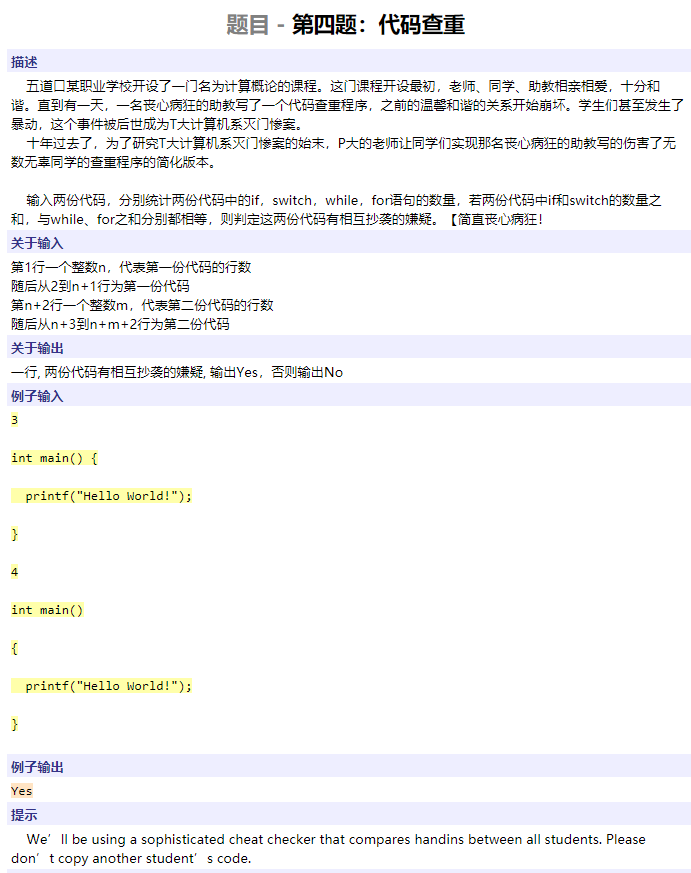 题目 - 第四题：代码查重
描述
五道口某职业学校开设了一门名为计算概论的课程。这门课程开设最初，老师、同学、助教相亲相爱，十分和
谐。直到有一天，一名丧心病狂的助教写了一个代码查重程序，之前的温馨和谐的关系开始崩坏。学生们甚至发生了
暴动，这个事件被后世成为T大计算机系灭门惨案。
十年过去了，为了研究T大计算机系灭门惨案的始末，P大的老师让同学们实现那名丧心病狂的助教写的伤害了无
数无辜同学的查重程序的简化版本。
输入两份代码，分别统计两份代码中的if，switch，while，for语句的数量，若两份代码中if和switch的数量之
和，与while、for之和分别都相等，则判定这两份代码有相互抄袭的嫌疑。【简直丧心病狂！
关于输入
第1行一个整数n，代表第一份代码的行数
随后从2到n+1行为第一份代码
第n+2行一个整数m，代表第二份代码的行数
随后从n+3到n+m+2行为第二份代码
关于输出
一行, 两份代码有相互抄袭的嫌疑, 输出Yes，否则输出No
例子输入
3
int main() {
printf("Hello World!");
}
4
int main()
{
printf("Hello World!");
}
例子输出
Yes
提示
We’ll be using a sophisticated cheat checker that compares handins between all students. Please
don’t copy another student’s code.